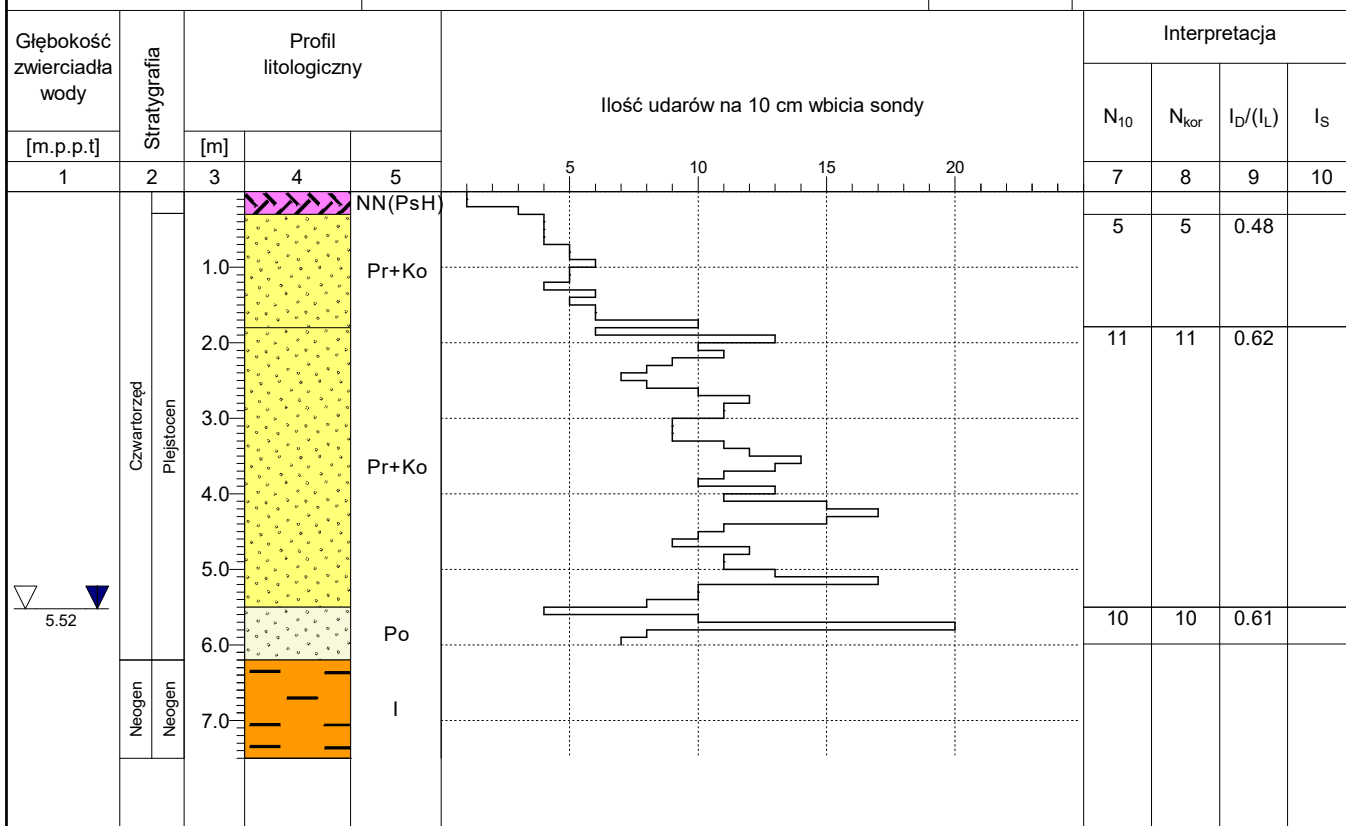 Głębokość
zwierciadła
wody
[m.p.p.t]
Stratygrafia
Profil
litologiczny
[m]
Ilość udarów na 10 cm wbicia sondy
Interpretacja
N10
Nkor
ID/(IL)
IS
5 10 15 20
1 2 3 4 5 7 8 9 10
NN(PsH)
5 5 0.48
1.0
Pr+Ko
2.0
11 11 0.62
3.0
Czwartorzęd
Plejstocen
Pr+Ko
4.0
5.0
5.52
10 10 0.61
Po
6.0
Neogen
Neogen
I
7.0